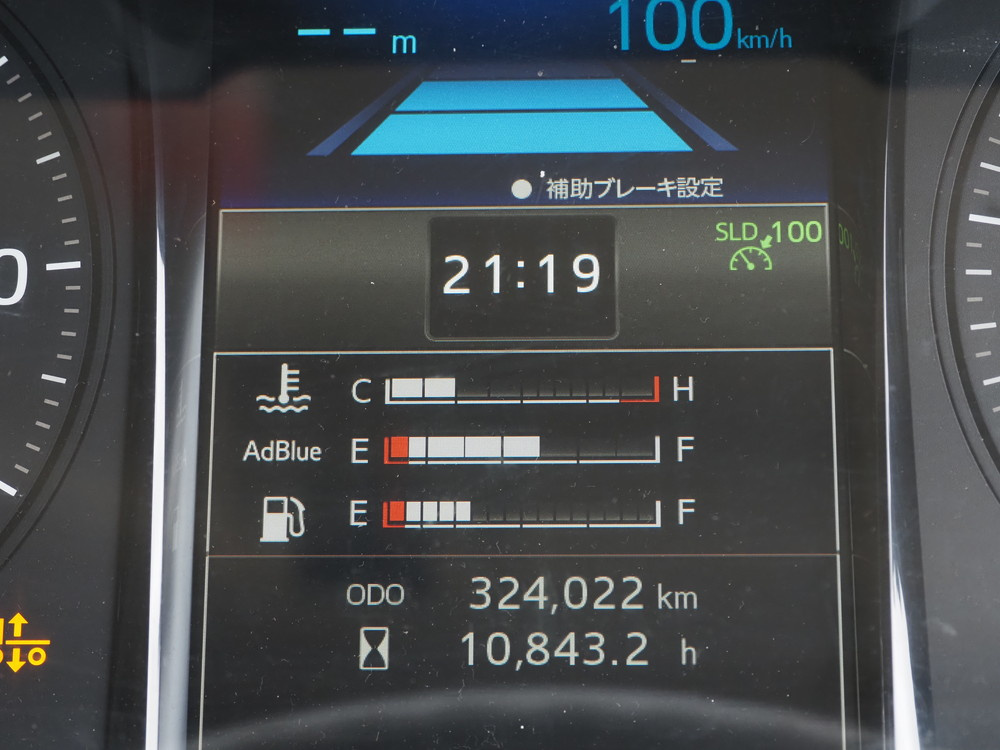 -- m 100 km/h
補助ブレーキ設定
21:19 SLD 100
0
C H
AdBlue E F
E F
ODO 324,022 km
10,843.2 h